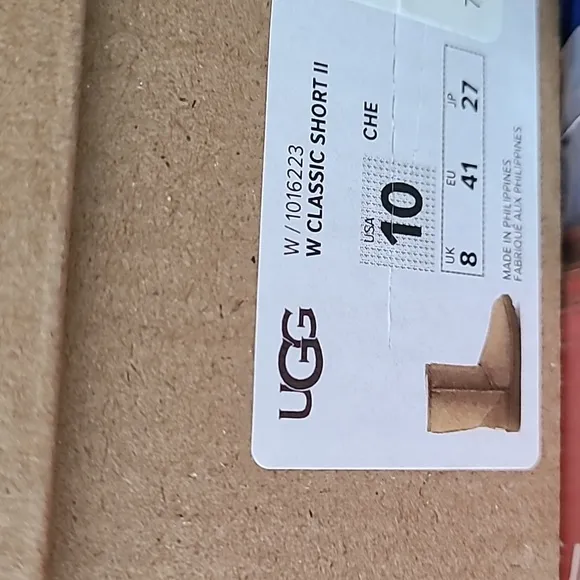 UGG
W/1016223
W CLASSIC SHORT II
USA
10
CHE
UK EU JP
8 41 27
MADE IN PHILIPPINES
FABRIQUÉ AUX PHILIPPINES